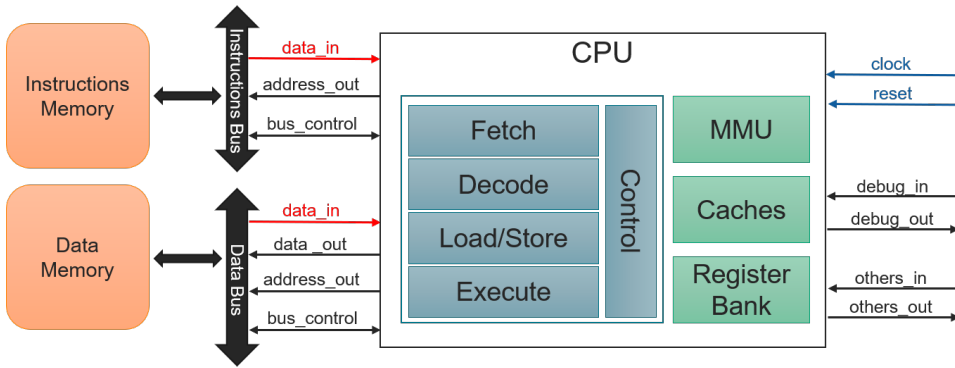 Instructions
Memory
Instructions Bus
data_in
address_out
bus_control
Data
Memory
Data Bus
data_in
data _out
address_out
bus_control
CPU
Fetch
Decode
Load/Store
Execute
Control
MMU
Caches
Register
Bank
clock
reset
debug_in
debug_out
others_in
others_out